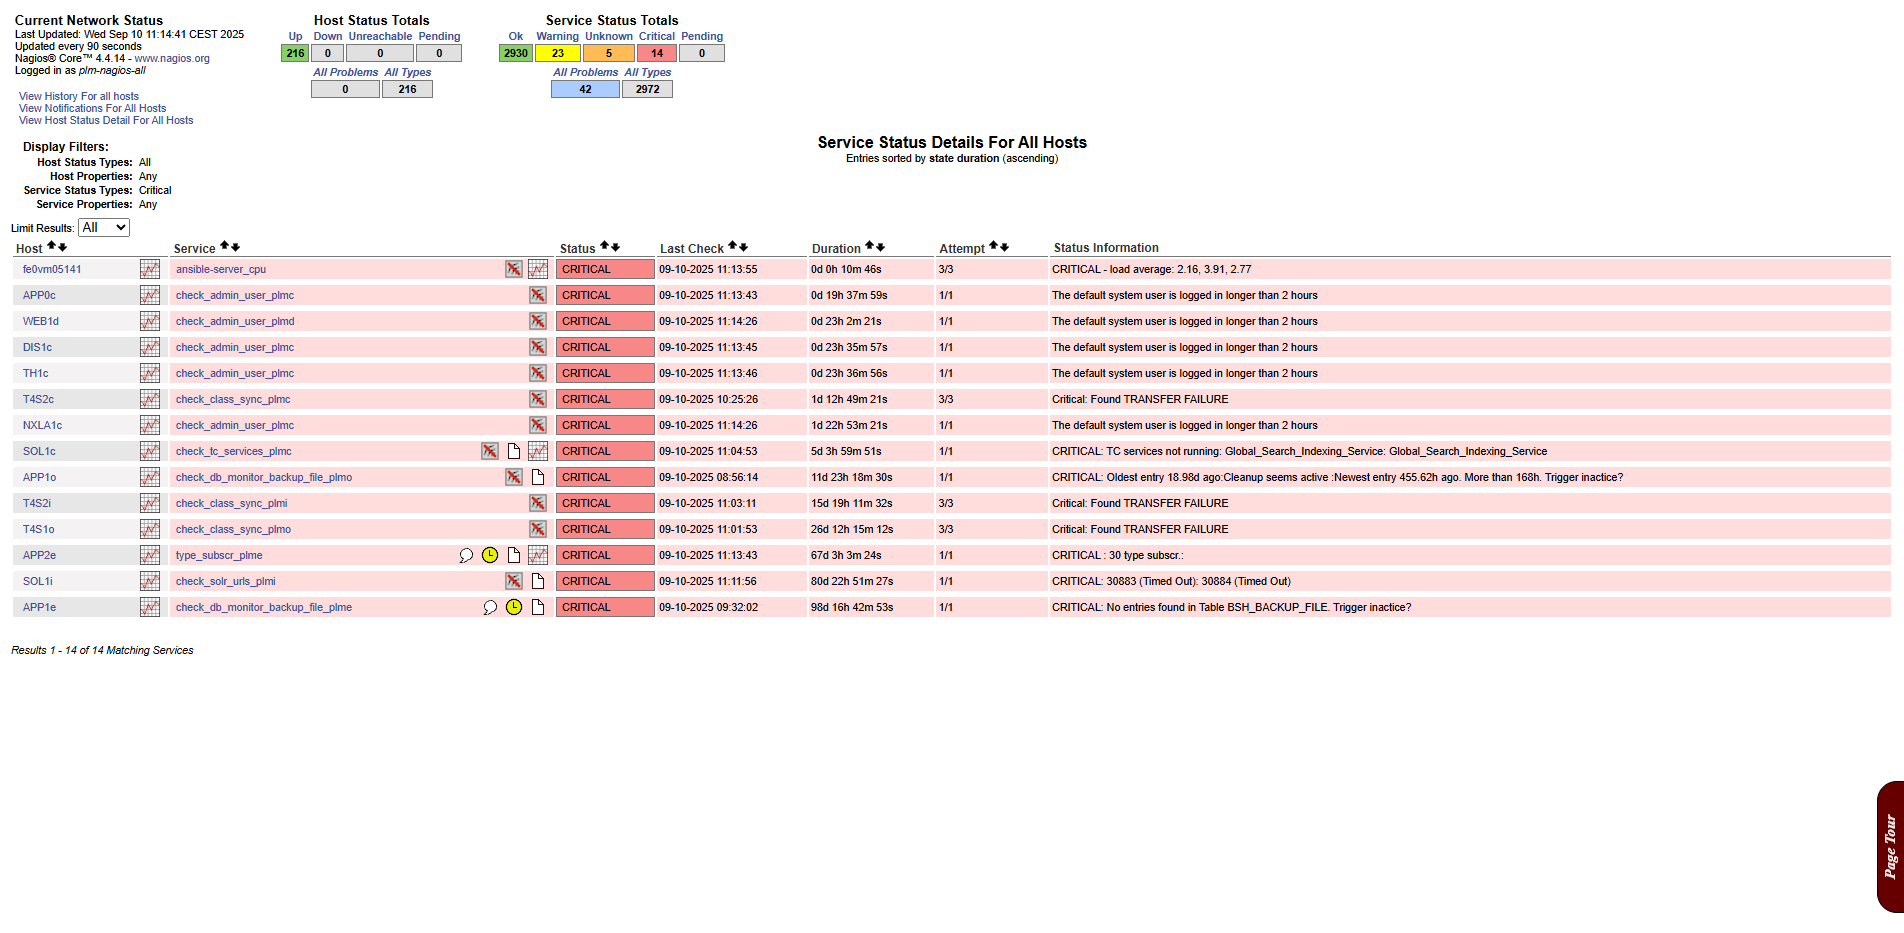 Current Network Status
Last Updated: Wed Sep 10 11:14:41 CEST 2025
Updated every 90 seconds
Nagios® Core™ 4.4.14 - www.nagios.org
Logged in as plm-nagios-all
View History For all hosts
View Notifications For All Hosts
View Host Status Detail For All Hosts
Host Status Totals
Up Down Unreachable Pending
216 0 0 0
All Problems All Types
0 216
Service Status Totals
Ok Warning Unknown Critical Pending
2930 23 5 14 0
All Problems All Types
42 2972
Display Filters:
Host Status Types: All
Host Properties: Any
Service Status Types: Critical
Service Properties: Any
Service Status Details For All Hosts
Entries sorted by state duration (ascending)
Limit Results: All
Host Service Status Last Check Duration Attempt Status Information
fe0vm05141 ansible-server_cpu CRITICAL 09-10-2025 11:13:55 0d 0h 10m 46s 3/3 CRITICAL - load average: 2.16, 3.91, 2.77
APP0c check_admin_user_plmc CRITICAL 09-10-2025 11:13:43 0d 19h 37m 59s 1/1 The default system user is logged in longer than 2 hours
WEB1d check_admin_user_plmd CRITICAL 09-10-2025 11:14:26 0d 23h 2m 21s 1/1 The default system user is logged in longer than 2 hours
DIS1c check_admin_user_plmc CRITICAL 09-10-2025 11:13:45 0d 23h 35m 57s 1/1 The default system user is logged in longer than 2 hours
TH1c check_admin_user_plmc CRITICAL 09-10-2025 11:13:46 0d 23h 36m 56s 1/1 The default system user is logged in longer than 2 hours
T4S2c check_class_sync_plmc CRITICAL 09-10-2025 10:25:26 1d 12h 49m 21s 3/3 Critical: Found TRANSFER FAILURE
NXLA1c check_admin_user_plmc CRITICAL 09-10-2025 11:14:26 1d 22h 53m 21s 1/1 The default system user is logged in longer than 2 hours
SOL1c check_tc_services_plmc CRITICAL 09-10-2025 11:04:53 5d 3h 59m 51s 1/1 CRITICAL: TC services not running: Global_Search_Indexing_Service: Global_Search_Indexing_Service
APP1o check_db_monitor_backup_file_plmo CRITICAL 09-10-2025 08:56:14 11d 23h 18m 30s 1/1 CRITICAL: Oldest entry 18.98d ago:Cleanup seems active :Newest entry 455.62h ago. More than 168h. Trigger inactice?
T4S2i check_class_sync_plmi CRITICAL 09-10-2025 11:03:11 15d 19h 11m 32s 3/3 Critical: Found TRANSFER FAILURE
T4S1o check_class_sync_plmo CRITICAL 09-10-2025 11:01:53 26d 12h 15m 12s 3/3 Critical: Found TRANSFER FAILURE
APP2e type_subscr_plme CRITICAL 09-10-2025 11:13:43 67d 3h 3m 24s 1/1 CRITICAL : 30 type subscr.:
SOL1i check_solr_urls_plmi CRITICAL 09-10-2025 11:11:56 80d 22h 51m 27s 1/1 CRITICAL: 30883 (Timed Out): 30884 (Timed Out)
APP1e check_db_monitor_backup_file_plme CRITICAL 09-10-2025 09:32:02 98d 16h 42m 53s 1/1 CRITICAL: No entries found in Table BSH_BACKUP_FILE. Trigger inactice?
Results 1 - 14 of 14 Matching Services
Page Tour